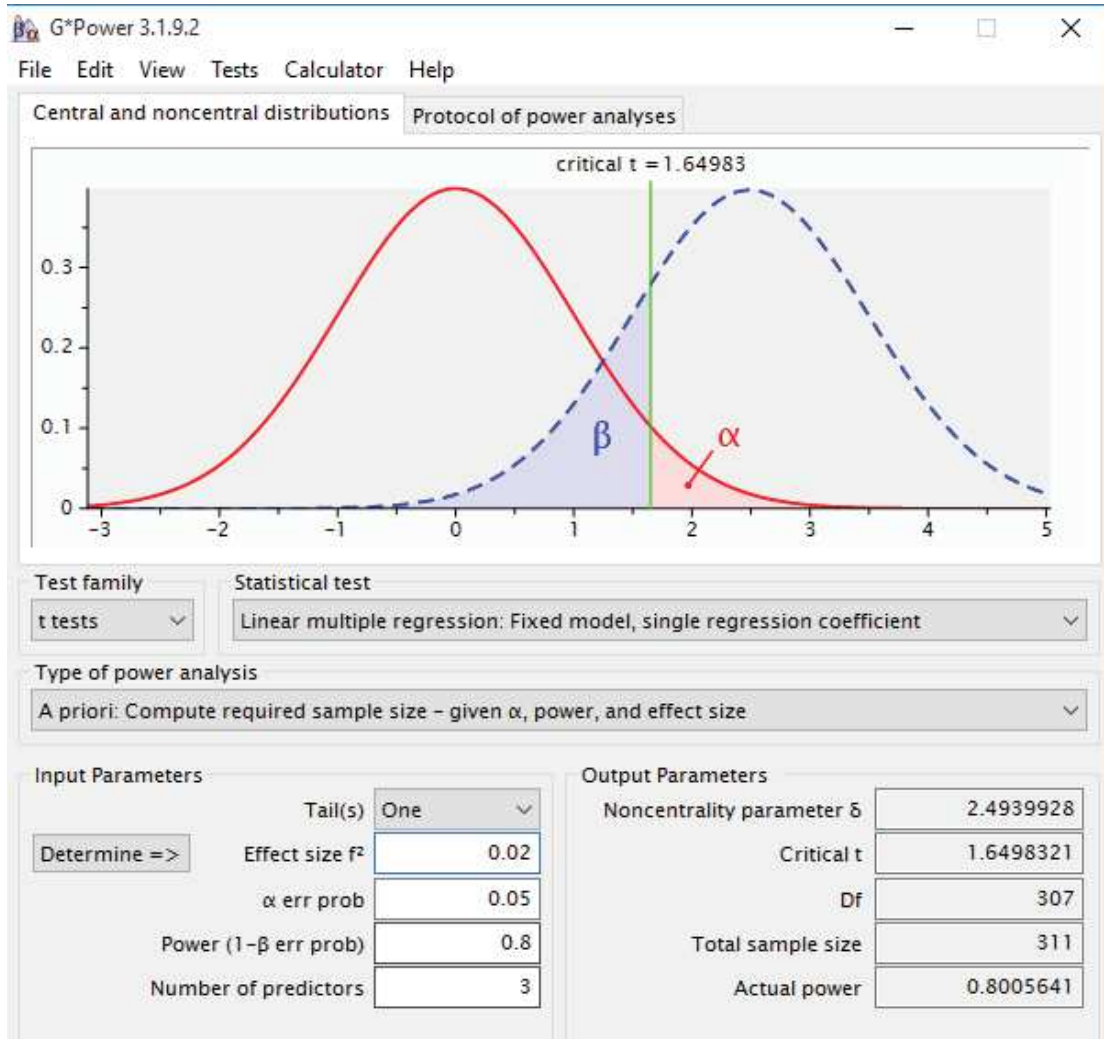 G*Power 3.1.9.2
File Edit View Tests Calculator Help
Central and noncentral distributions Protocol of power analyses
critical t = 1.64983
0.3
0.2
0.1
0
β
α
-3 -2 -1 0 1 2 3 4 5
Test family Statistical test
t tests Linear multiple regression: Fixed model, single regression coefficient
Type of power analysis
A priori: Compute required sample size – given α, power, and effect size
Input Parameters
Tail(s) One
Determine => Effect size f² 0.02
α err prob 0.05
Power (1-β err prob) 0.8
Number of predictors 3
Output Parameters
Noncentrality parameter δ 2.4939928
Critical t 1.6498321
Df 307
Total sample size 311
Actual power 0.8005641